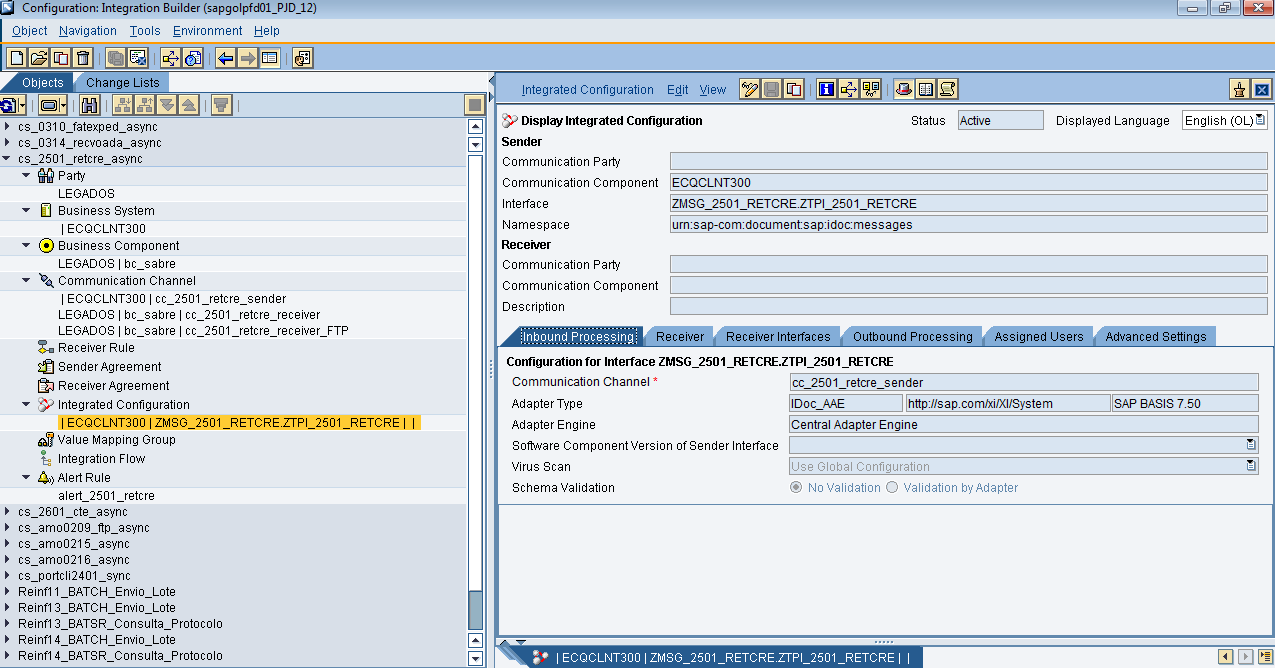 Configuration: Integration Builder (sapgolpfd01_PJD_12)
Object Navigation Tools Environment Help
Objects Change Lists
cs_0310_fatexped_async
cs_0314_recvoada_async
cs_2501_retcre_async
Party
LEGADOS
Business System
| ECQCLNT300
Business Component
LEGADOS | bc_sabre
Communication Channel
| ECQCLNT300 | cc_2501_retcre_sender
LEGADOS | bc_sabre | cc_2501_retcre_receiver
LEGADOS | bc_sabre | cc_2501_retcre_receiver_FTP
Receiver Rule
Sender Agreement
Receiver Agreement
Integrated Configuration
| ECQCLNT300 | ZMSG_2501_RETCRE.ZTPI_2501_RETCRE | |
Value Mapping Group
Integration Flow
Alert Rule
alert_2501_retcre
cs_2601_cte_async
cs_amo0209_ftp_async
cs_amo0215_async
cs_amo0216_async
cs_portcli2401_sync
Reinf11_BATCH_Envio_Lote
Reinf13_BATCH_Envio_Lote
Reinf13_BATSR_Consulta_Protocolo
Reinf14_BATCH_Envio_Lote
Reinf14_BATSR_Consulta_Protocolo
Integrated Configuration Edit View
Display Integrated Configuration Status Active Displayed Language English (OL)
Sender
Communication Party
Communication Component ECQCLNT300
Interface ZMSG_2501_RETCRE.ZTPI_2501_RETCRE
Namespace urn:sap-com:document:sap:idoc:messages
Receiver
Communication Party
Communication Component
Description
Inbound Processing Receiver Receiver Interfaces Outbound Processing Assigned Users Advanced Settings
Configuration for Interface ZMSG_2501_RETCRE.ZTPI_2501_RETCRE
Communication Channel * cc_2501_retcre_sender
Adapter Type IDoc_AAE http://sap.com/xi/XI/System SAP BASIS 7.50
Adapter Engine Central Adapter Engine
Software Component Version of Sender Interface
Virus Scan Use Global Configuration
Schema Validation No Validation Validation by Adapter
| ECQCLNT300 | ZMSG_2501_RETCRE.ZTPI_2501_RETCRE | |